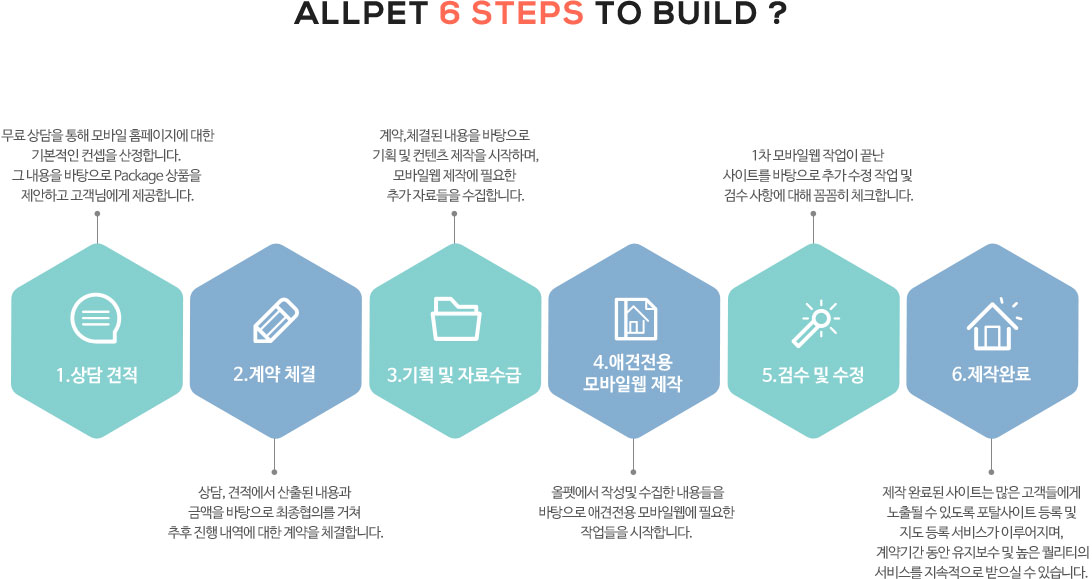 ALLPET 6 STEPS TO BUILD ?
무료 상담을 통해 모바일 홈페이지에 대한
기본적인 컨셉을 산정합니다.
그 내용을 바탕으로 Package 상품을
제안하고 고객님에게 제공합니다.
1.상담 견적
2.계약 체결
상담, 견적에서 산출된 내용과
금액을 바탕으로 최종협의를 거쳐
추후 진행 내역에 대한 계약을 체결합니다.
계약,체결된 내용을 바탕으로
기획 및 컨텐츠 제작을 시작하며,
모바일웹 제작에 필요한
추가 자료들을 수집합니다.
3.기획 및 자료수급
4.애견전용
모바일웹 제작
올펫에서 작성및 수집한 내용들을
바탕으로 애견전용 모바일웹에 필요한
작업들을 시작합니다.
1차 모바일웹 작업이 끝난
사이트를 바탕으로 추가 수정 작업 및
검수 사항에 대해 꼼꼼히 체크합니다.
5.검수 및 수정
6.제작완료
제작 완료된 사이트는 많은 고객들에게
노출될 수 있도록 포탈사이트 등록 및
지도 등록 서비스가 이루어지며,
계약기간 동안 유지보수 및 높은 퀄리티의
서비스를 지속적으로 받으실 수 있습니다.